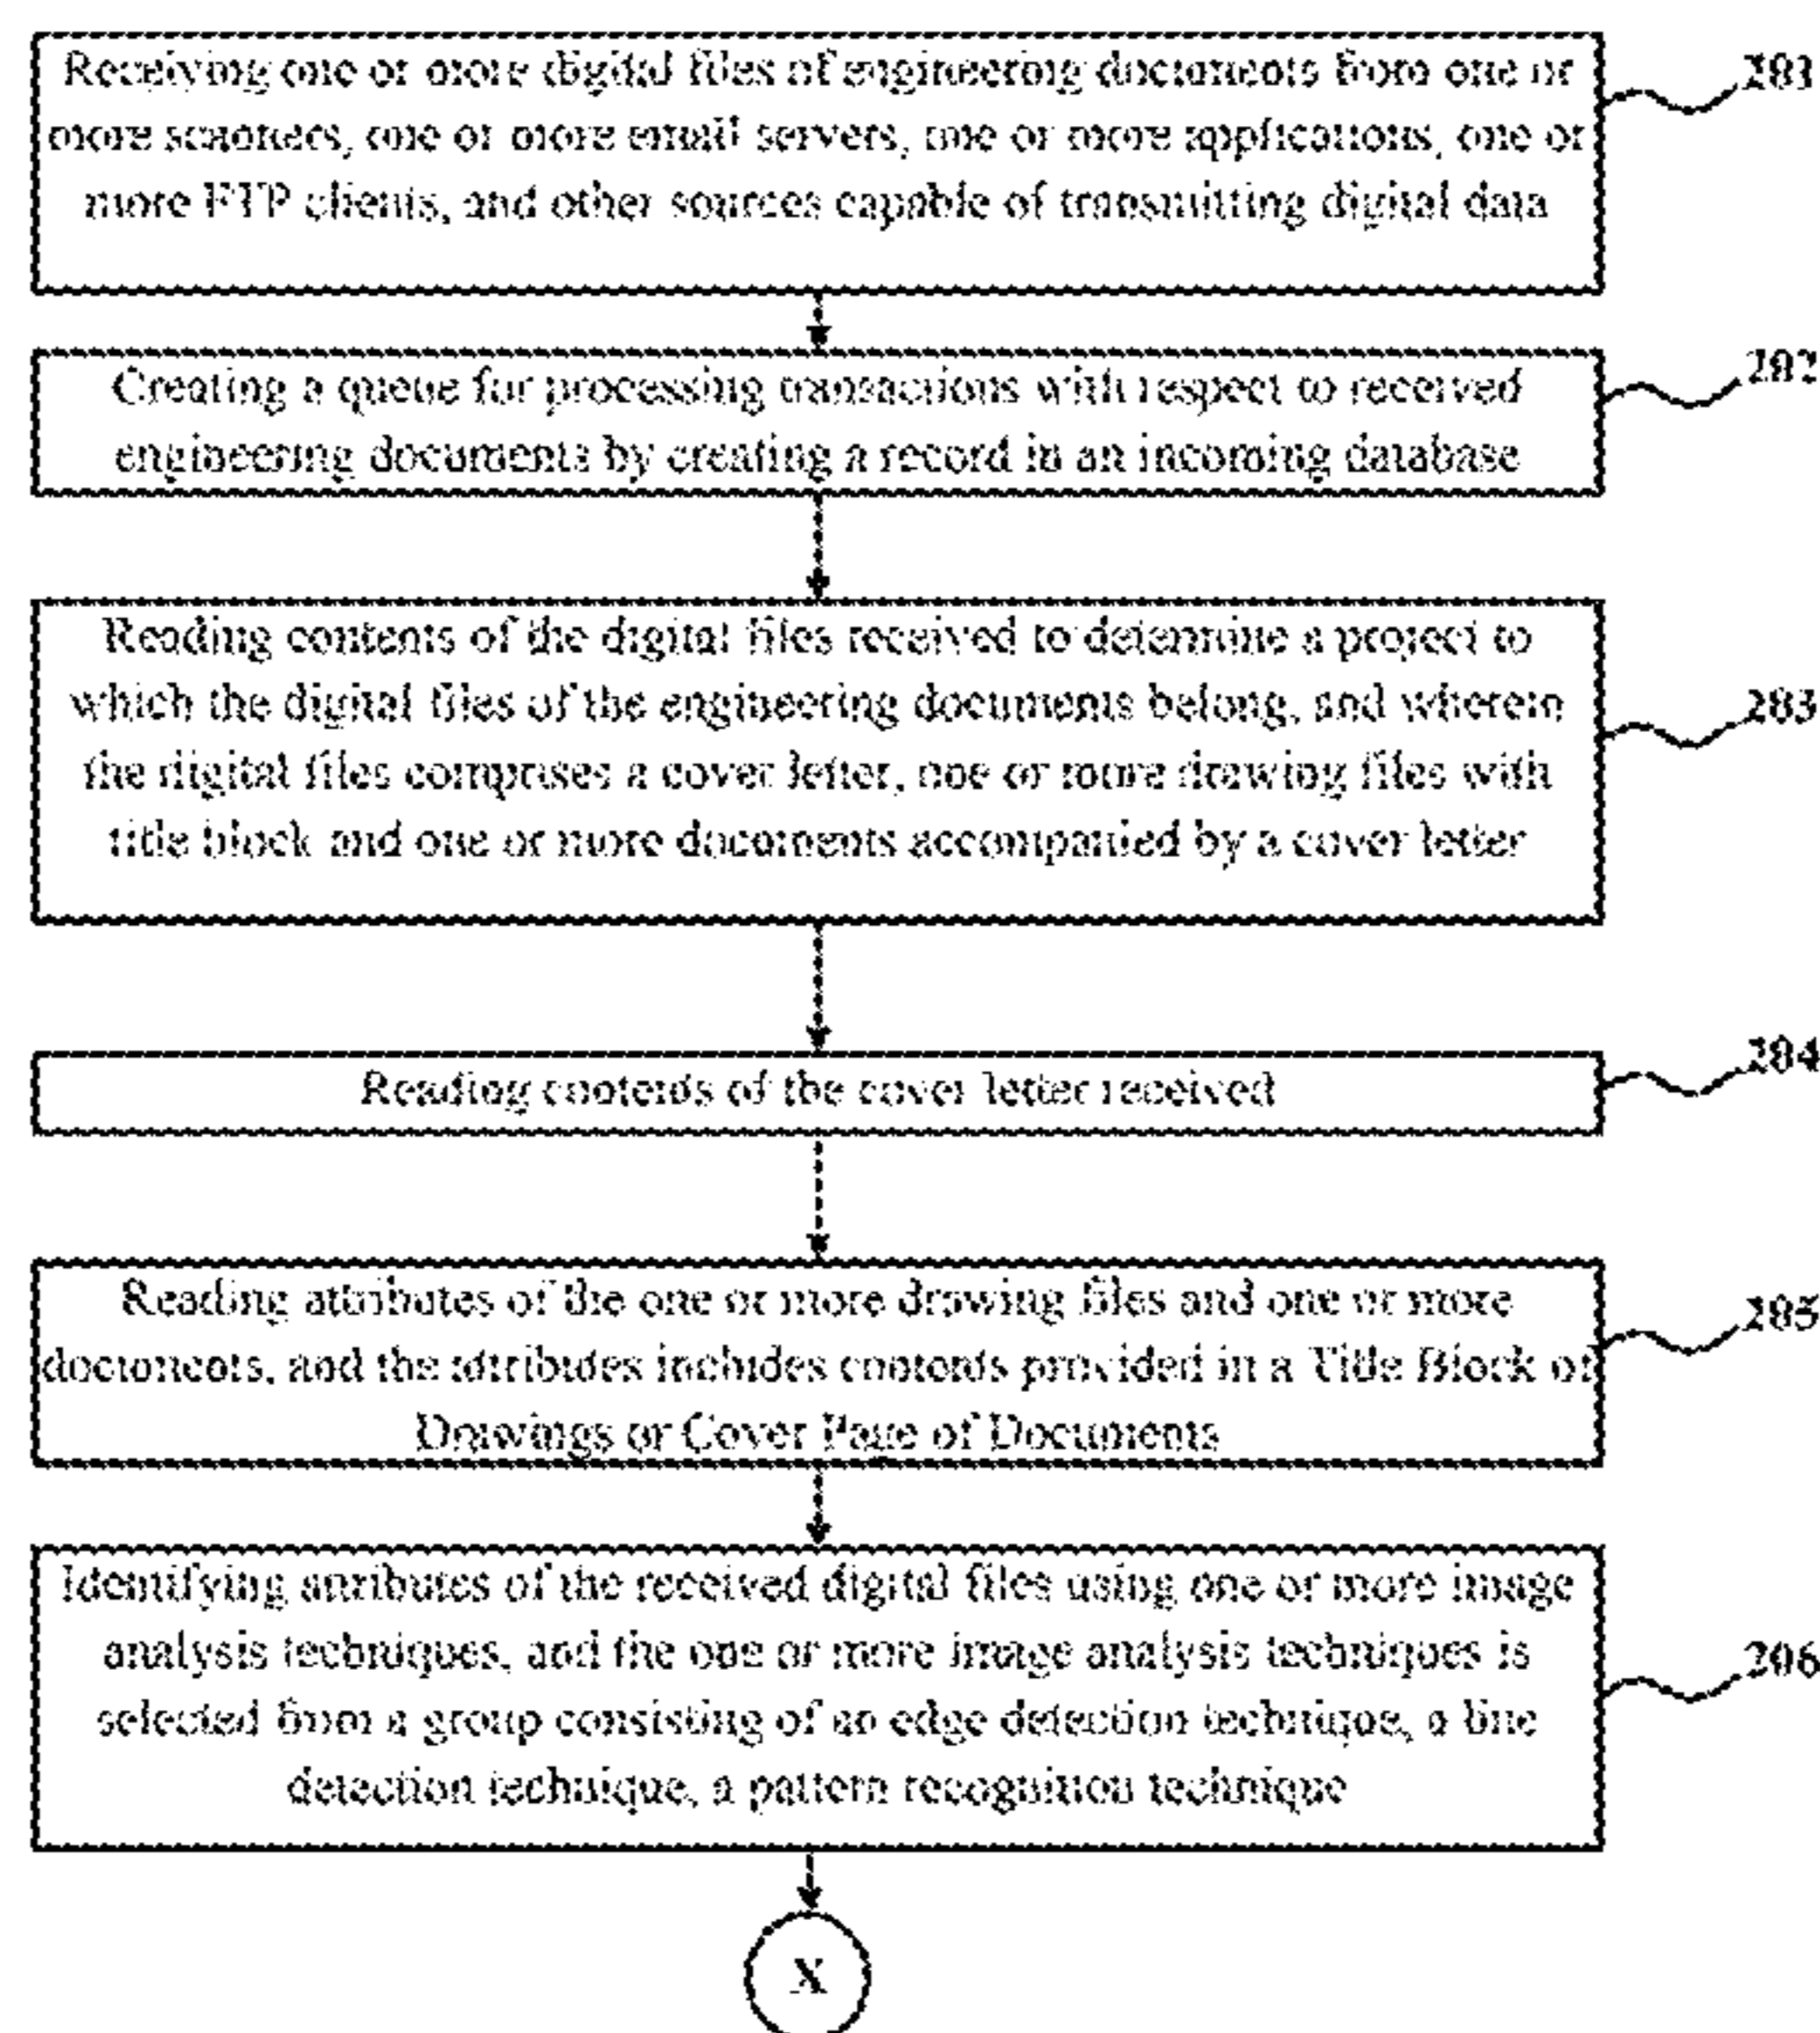 Receiving one or more digital files of engineering documents from one or
201
more scanners, one or more email servers, one or more applications, one or
more FTP clients, and other sources capable of transmitting digital data
Creating a queue for processing transactions with respect to received
202
engineering documents by creating a record in an incoming database
Reading contents of the digital files received to determine a project to
which the digital files of the engineering documents belong, and wherein
203
the digital files comprises a cover letter, one or more drawing files with
title block and one or more documents accompanied by a cover letter
Reading contents of the cover letter received
204
Reading attributes of the one or more drawing files and one or more
205
documents, and the attributes includes contents provided in a Title Block of
Drawings or Cover Page of Documents
Identifying attributes of the received digital files using one or more image
analysis techniques, and the one or more image analysis techniques is
206
selected from a group consisting of an edge detection technique, a line
detection technique, a pattern recognition technique
X